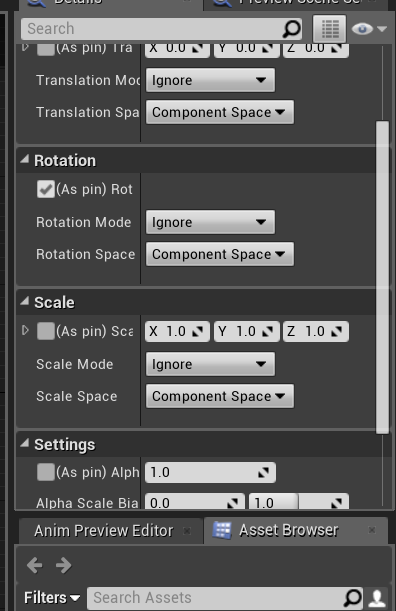 Details Preview Scene Se
Search
(As pin) Tra X 0.0 Y 0.0 Z 0.0
Translation Mod Ignore
Translation Spa Component Space
Rotation
(As pin) Rot
Rotation Mode Ignore
Rotation Space Component Space
Scale
(As pin) Sca X 1.0 Y 1.0 Z 1.0
Scale Mode Ignore
Scale Space Component Space
Settings
(As pin) Alph 1.0
Alpha Scale Bia 0.0 1.0
Anim Preview Editor Asset Browser
Filters Search Assets